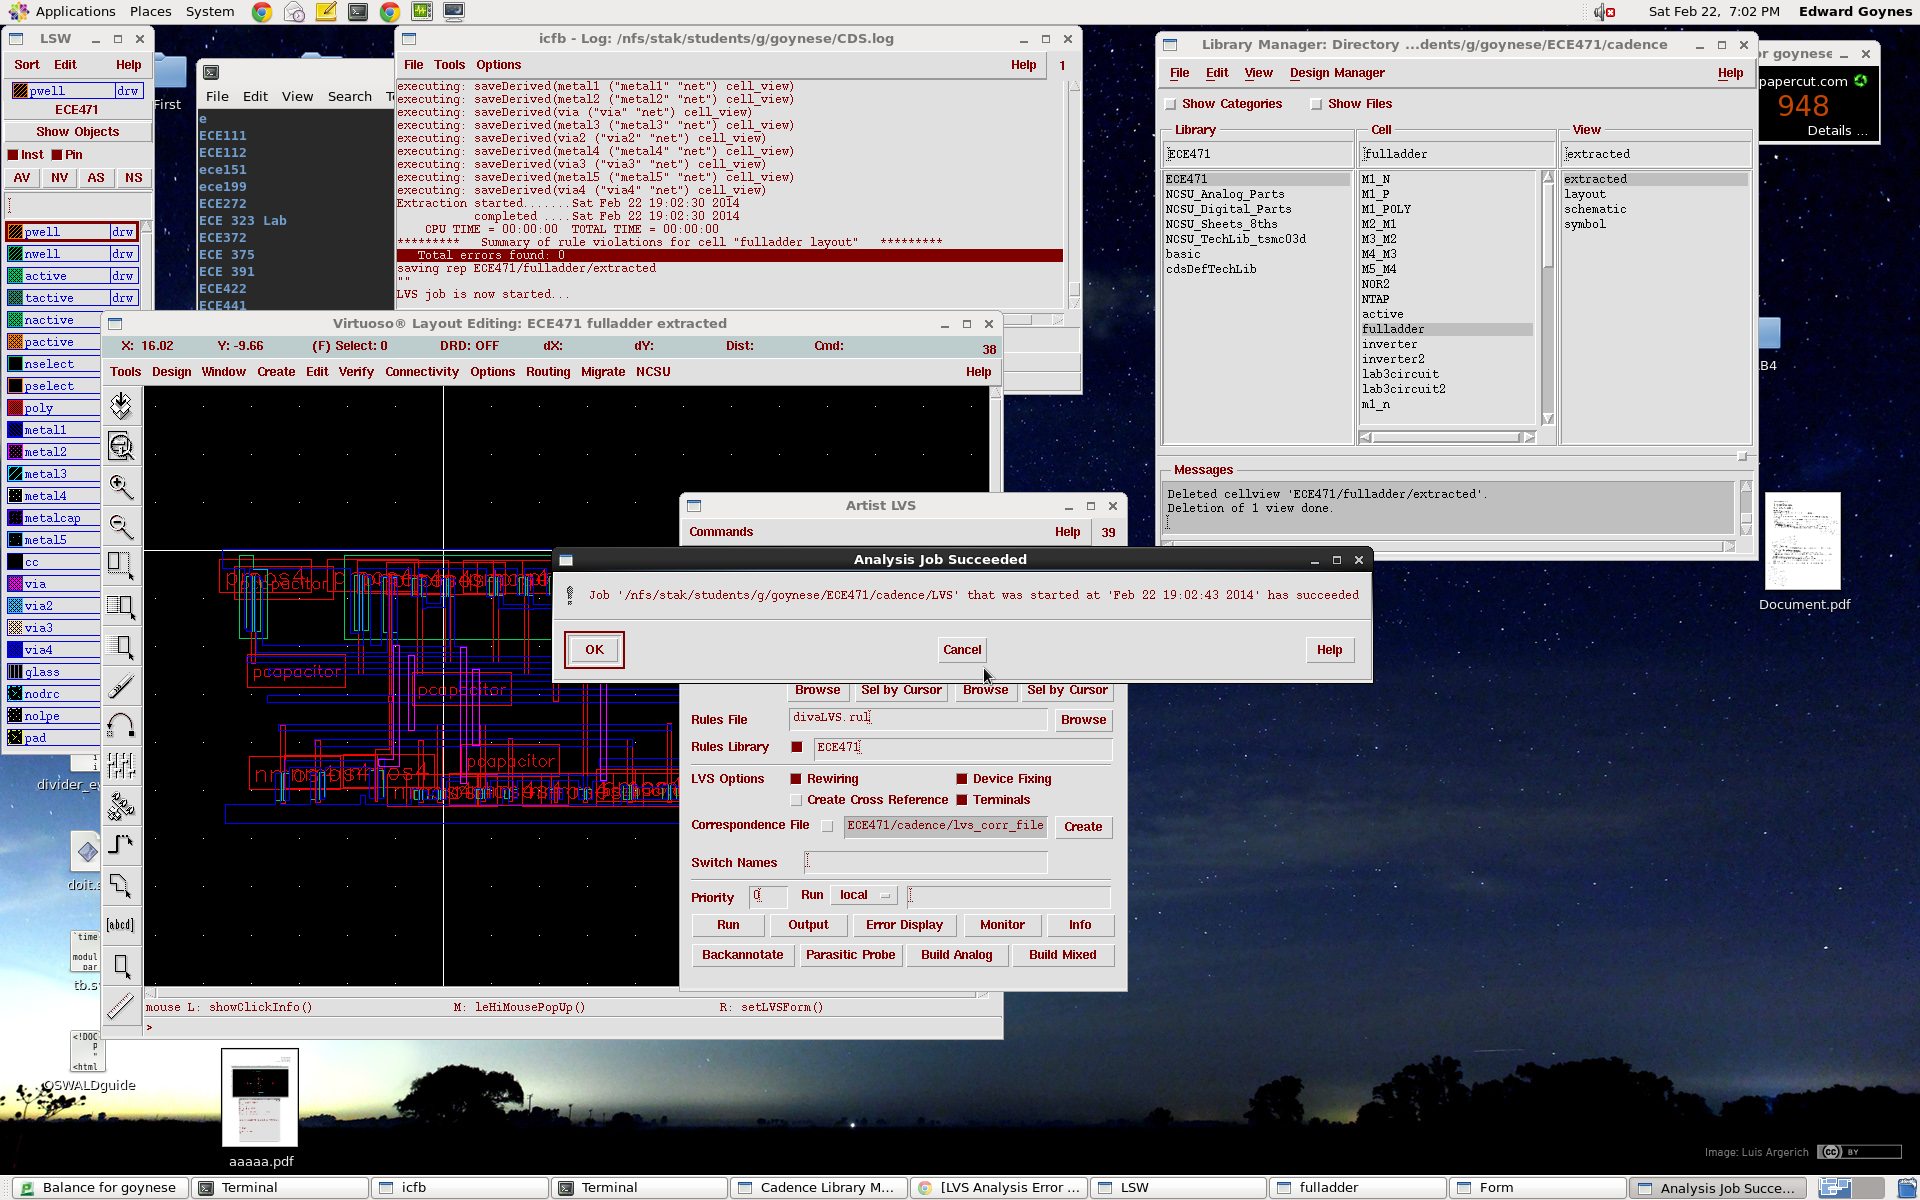 Applications
Places
System
Sat Feb 22, 7:02 PM
Edward Goynes
LSW
Sort
Edit
Help
pwell
drw
ECE471
Show Objects
Inst
Pin
AV
NV
AS
NS
pwell drw
nwell drw
active drw
tactive drw
nactive
pactive
nselect
pselect
poly
metal1
metal2
metal3
metal4
metalcap
metal5
cc
via
via2
via3
via4
glass
nodrc
nolpe
pad
First
File Edit View Search
e
ECE111
ECE112
ece151
ece199
ECE272
ECE 323 Lab
ECE372
ECE 375
ECE 391
ECE422
ECE441
icfb - Log: /nfs/stak/students/g/goynese/CDS.log
File Tools Options Help 1
executing: saveDerived(metal1 ("metal1" "net") cell_view)
executing: saveDerived(metal2 ("metal2" "net") cell_view)
executing: saveDerived(via ("via" "net") cell_view)
executing: saveDerived(metal3 ("metal3" "net") cell_view)
executing: saveDerived(via2 ("via2" "net") cell_view)
executing: saveDerived(metal4 ("metal4" "net") cell_view)
executing: saveDerived(via3 ("via3" "net") cell_view)
executing: saveDerived(metal5 ("metal5" "net") cell_view)
executing: saveDerived(via4 ("via4" "net") cell_view)
Extraction started.......Sat Feb 22 19:02:30 2014
completed ....Sat Feb 22 19:02:30 2014
CPU TIME = 00:00:00 TOTAL TIME = 00:00:00
********* Summary of rule violations for cell "fulladder layout" *********
Total errors found: 0
saving rep ECE471/fulladder/extracted
""
LVS job is now started...
Library Manager: Directory ...dents/g/goynese/ECE471/cadence
File Edit View Design Manager Help
Show Categories
Show Files
Library
Cell
View
ECE471
fulladder
extracted
ECE471
NCSU_Analog_Parts
NCSU_Digital_Parts
NCSU_Sheets_8ths
NCSU_TechLib_tsmc03d
basic
cdsDefTechLib
M1_N
M1_P
M1_POLY
M2_M1
M3_M2
M4_M3
M5_M4
NOR2
NTAP
active
fulladder
inverter
inverter2
lab3circuit
lab3circuit2
m1_n
extracted
layout
schematic
symbol
Messages
Deleted cellview 'ECE471/fulladder/extracted'.
Deletion of 1 view done.
or goynese
papercut.com
948
Details ...
B4
Document.pdf
Virtuoso® Layout Editing: ECE471 fulladder extracted
X: 16.02 Y: -9.66 (F) Select: 0 DRD: OFF dX: dY: Dist: Cmd: 38
Tools Design Window Create Edit Verify Connectivity Options Routing Migrate NCSU Help
pcapacitor
pcapacitor
pcapacitor
[abcd]
mouse L: showClickInfo()
M: leHiMousePopUp()
R: setLVSForm()
>
Artist LVS
Commands Help 39
Analysis Job Succeeded
Job '/nfs/stak/students/g/goynese/ECE471/cadence/LVS' that was started at 'Feb 22 19:02:43 2014' has succeeded
OK
Cancel
Help
Browse
Sel by Cursor
Browse
Sel by Cursor
Rules File
divaLVS.rul
Browse
Rules Library
ECE471
LVS Options
Rewiring
Device Fixing
Create Cross Reference
Terminals
Correspondence File
ECE471/cadence/lvs_corr_file
Create
Switch Names
Priority
0
Run
local
Run
Output
Error Display
Monitor
Info
Backannotate
Parasitic Probe
Build Analog
Build Mixed
divider_e
doit.s
`time
modul
par
tb.s
<!DOC
<html
OSWALDguide
aaaaa.pdf
Image: Luis Argerich
CC BY
Balance for goynese
Terminal
icfb
Terminal
Cadence Library M...
[LVS Analysis Error ...
LSW
fulladder
Form
Analysis Job Succee...